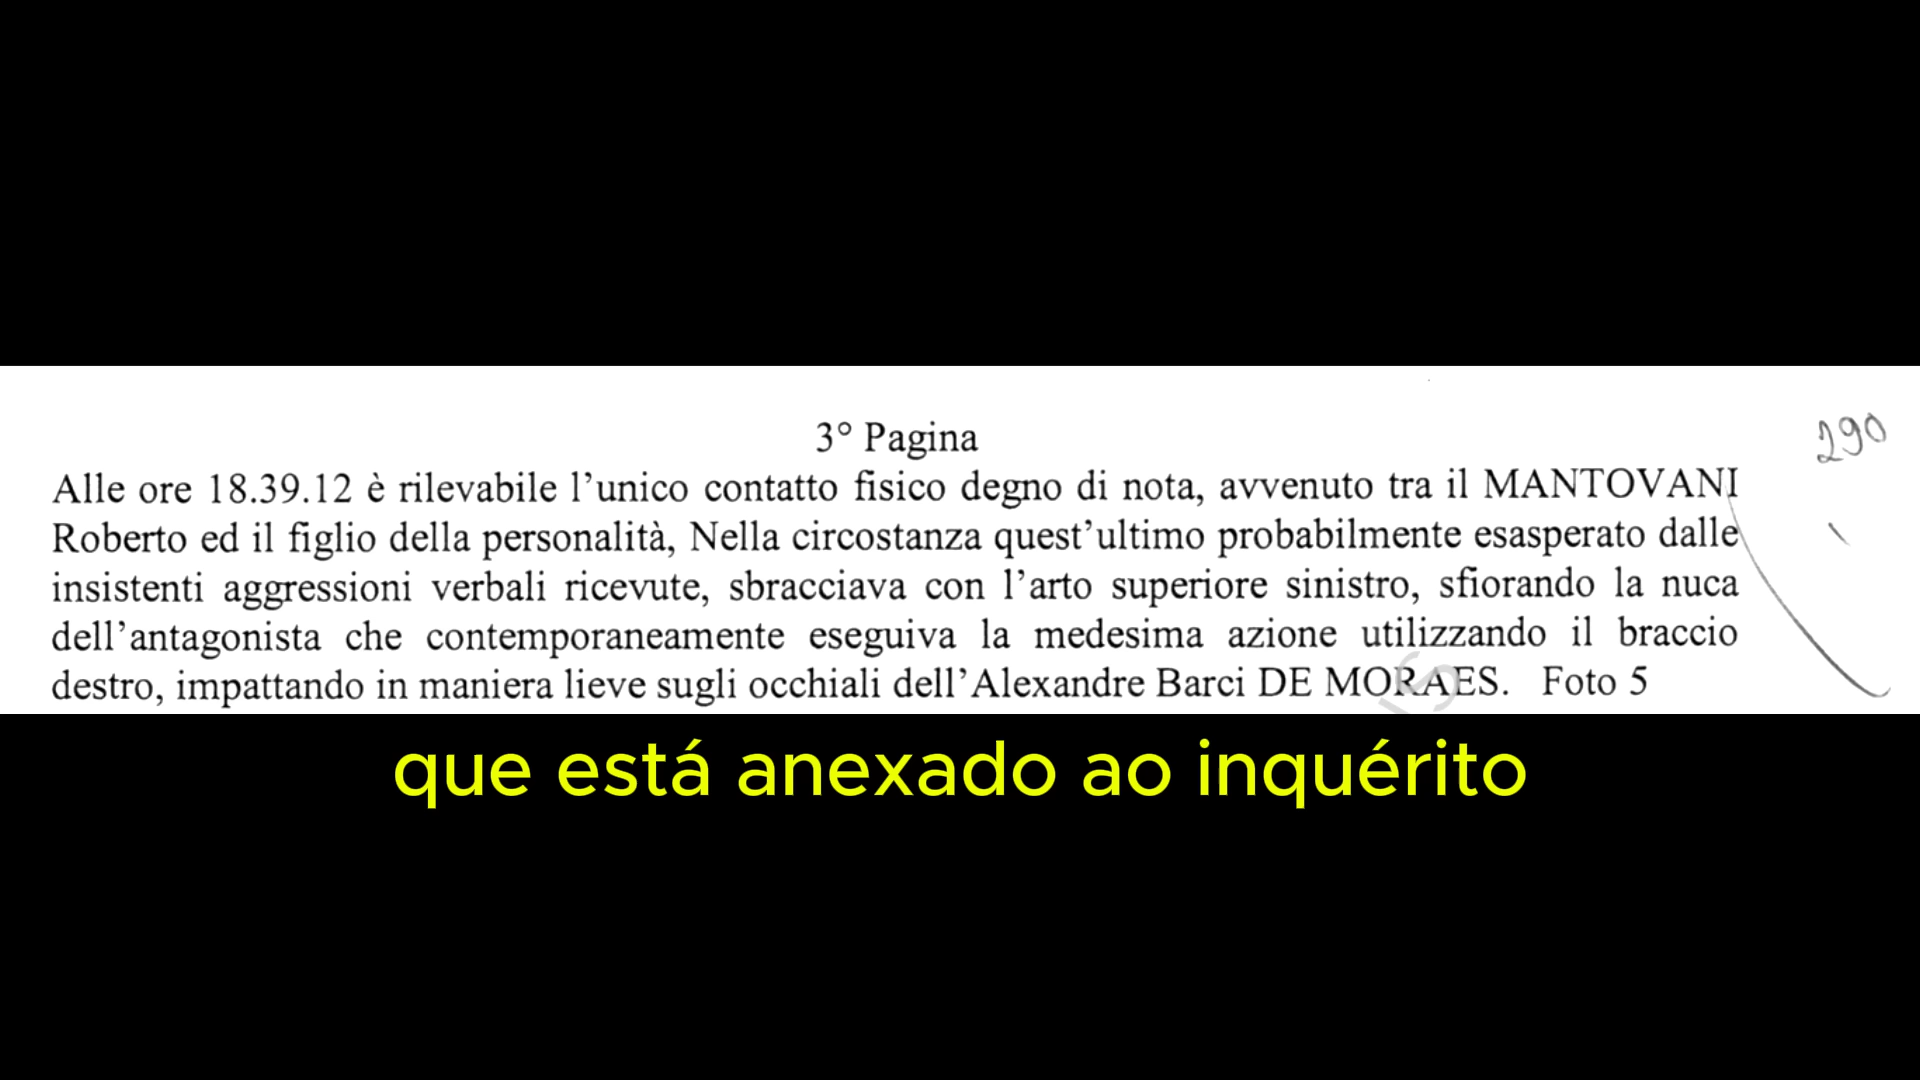 3° Pagina
290
Alle ore 18.39.12 è rilevabile l'unico contatto fisico degno di nota, avvenuto tra il MANTOVANI
Roberto ed il figlio della personalità, Nella circostanza quest'ultimo probabilmente esasperato dalle
insistenti aggressioni verbali ricevute, sbracciava con l'arto superiore sinistro, sfiorando la nuca
dell'antagonista che contemporaneamente eseguiva la medesima azione utilizzando il braccio
destro, impattando in maniera lieve sugli occhiali dell'Alexandre Barci DE MORAES. Foto 5
que está anexado ao inquérito